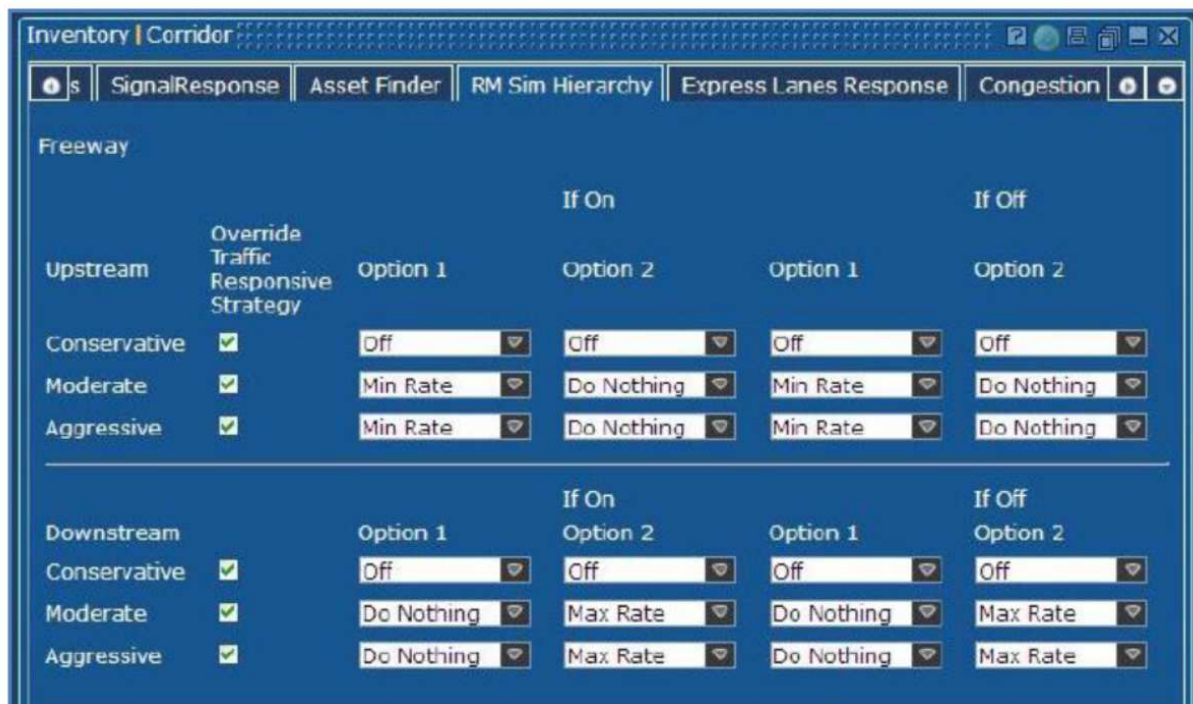 Inventory | Corridor
s SignalResponse Asset Finder RM Sim Hierarchy Express Lanes Response Congestion
Freeway
If On If Off
Upstream Override Traffic Responsive Strategy Option 1 Option 2 Option 1 Option 2
Conservative Off Off Off Off
Moderate Min Rate Do Nothing Min Rate Do Nothing
Aggressive Min Rate Do Nothing Min Rate Do Nothing
If On If Off
Downstream Option 1 Option 2 Option 1 Option 2
Conservative Off Off Off Off
Moderate Do Nothing Max Rate Do Nothing Max Rate
Aggressive Do Nothing Max Rate Do Nothing Max Rate